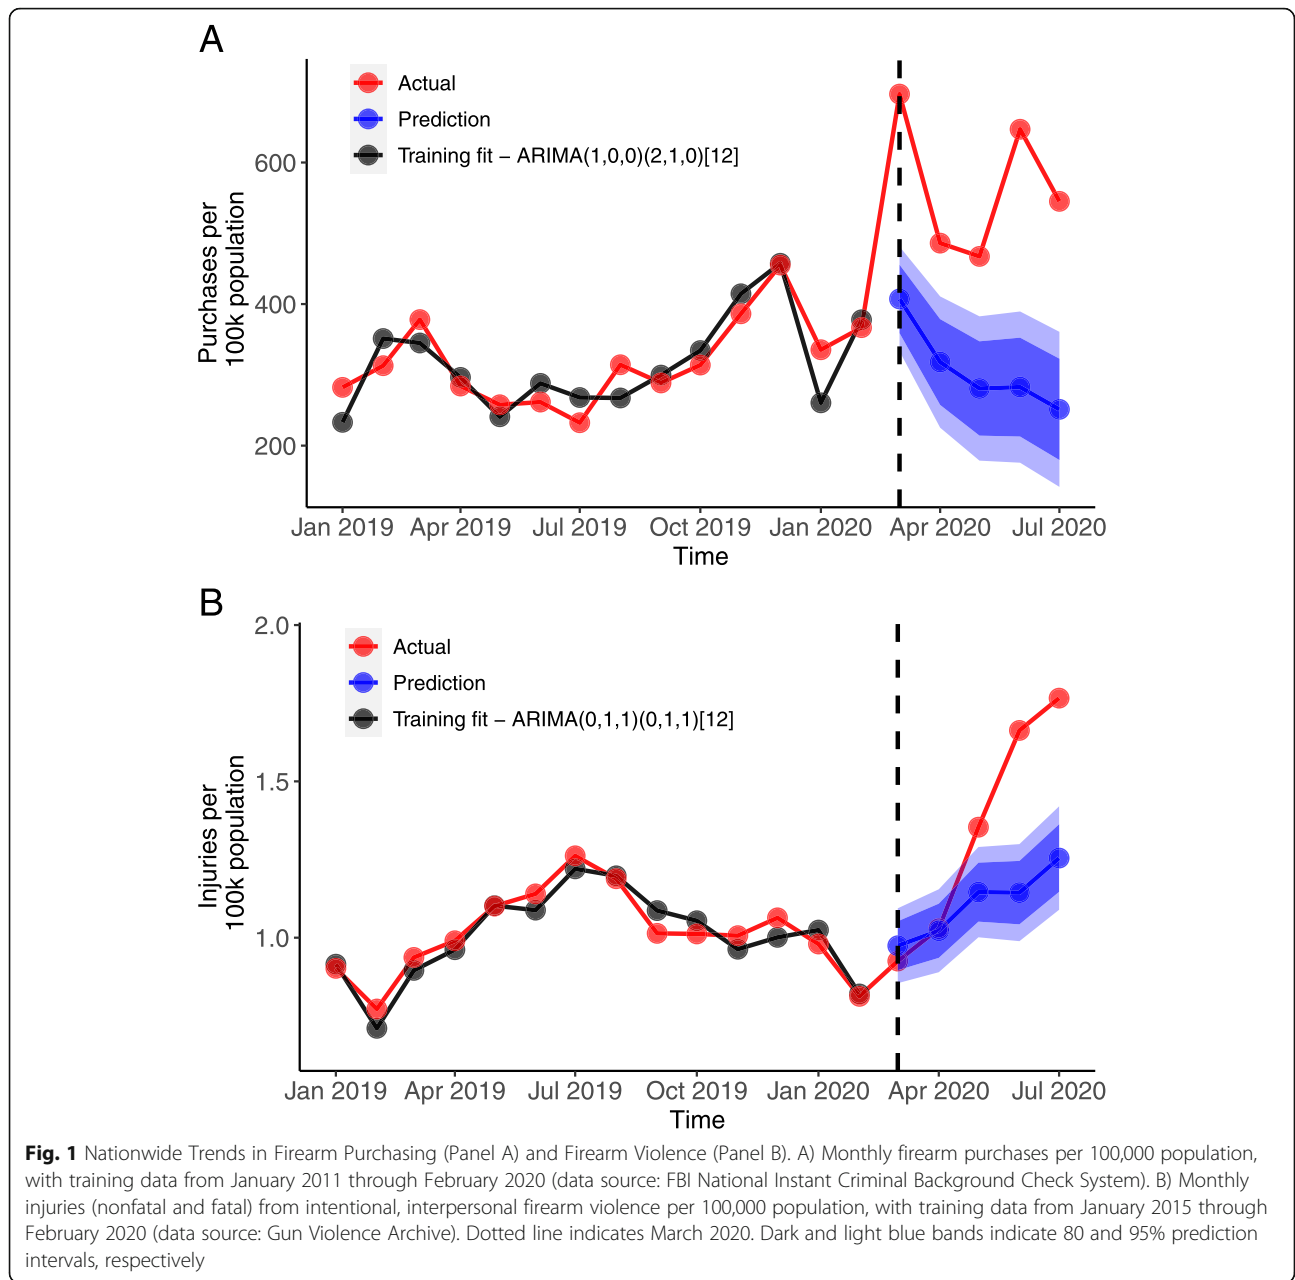 A
Actual
Prediction
Training fit – ARIMA(1,0,0)(2,1,0)[12]
Purchases per
100k population
600
400
200
Jan 2019 Apr 2019 Jul 2019 Oct 2019 Jan 2020 Apr 2020 Jul 2020
Time
B
2.0
Actual
Prediction
Training fit – ARIMA(0,1,1)(0,1,1)[12]
Injuries per
100k population
1.5
1.0
Jan 2019 Apr 2019 Jul 2019 Oct 2019 Jan 2020 Apr 2020 Jul 2020
Time
Fig. 1 Nationwide Trends in Firearm Purchasing (Panel A) and Firearm Violence (Panel B). A) Monthly firearm purchases per 100,000 population,
with training data from January 2011 through February 2020 (data source: FBI National Instant Criminal Background Check System). B) Monthly
injuries (nonfatal and fatal) from intentional, interpersonal firearm violence per 100,000 population, with training data from January 2015 through
February 2020 (data source: Gun Violence Archive). Dotted line indicates March 2020. Dark and light blue bands indicate 80 and 95% prediction
intervals, respectively